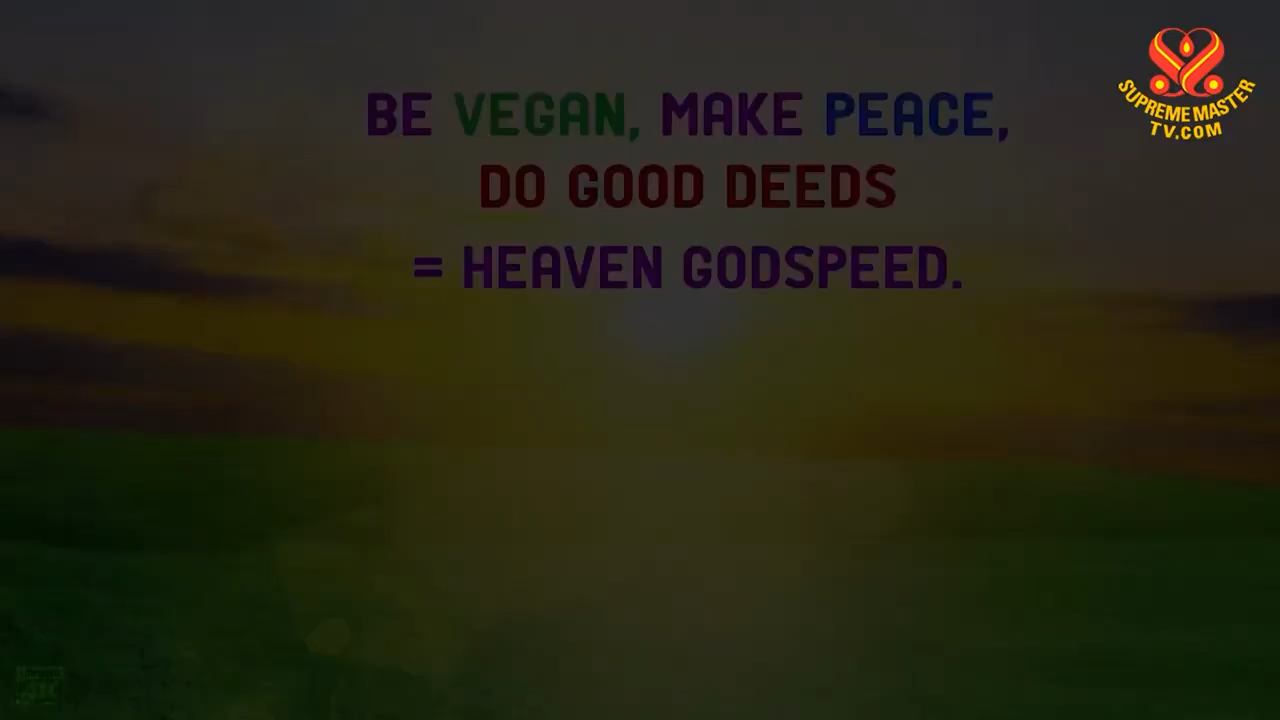 BE VEGAN, MAKE PEACE,
DO GOOD DEEDS
= HEAVEN GODSPEED.
SUPREME MASTER
TV.COM